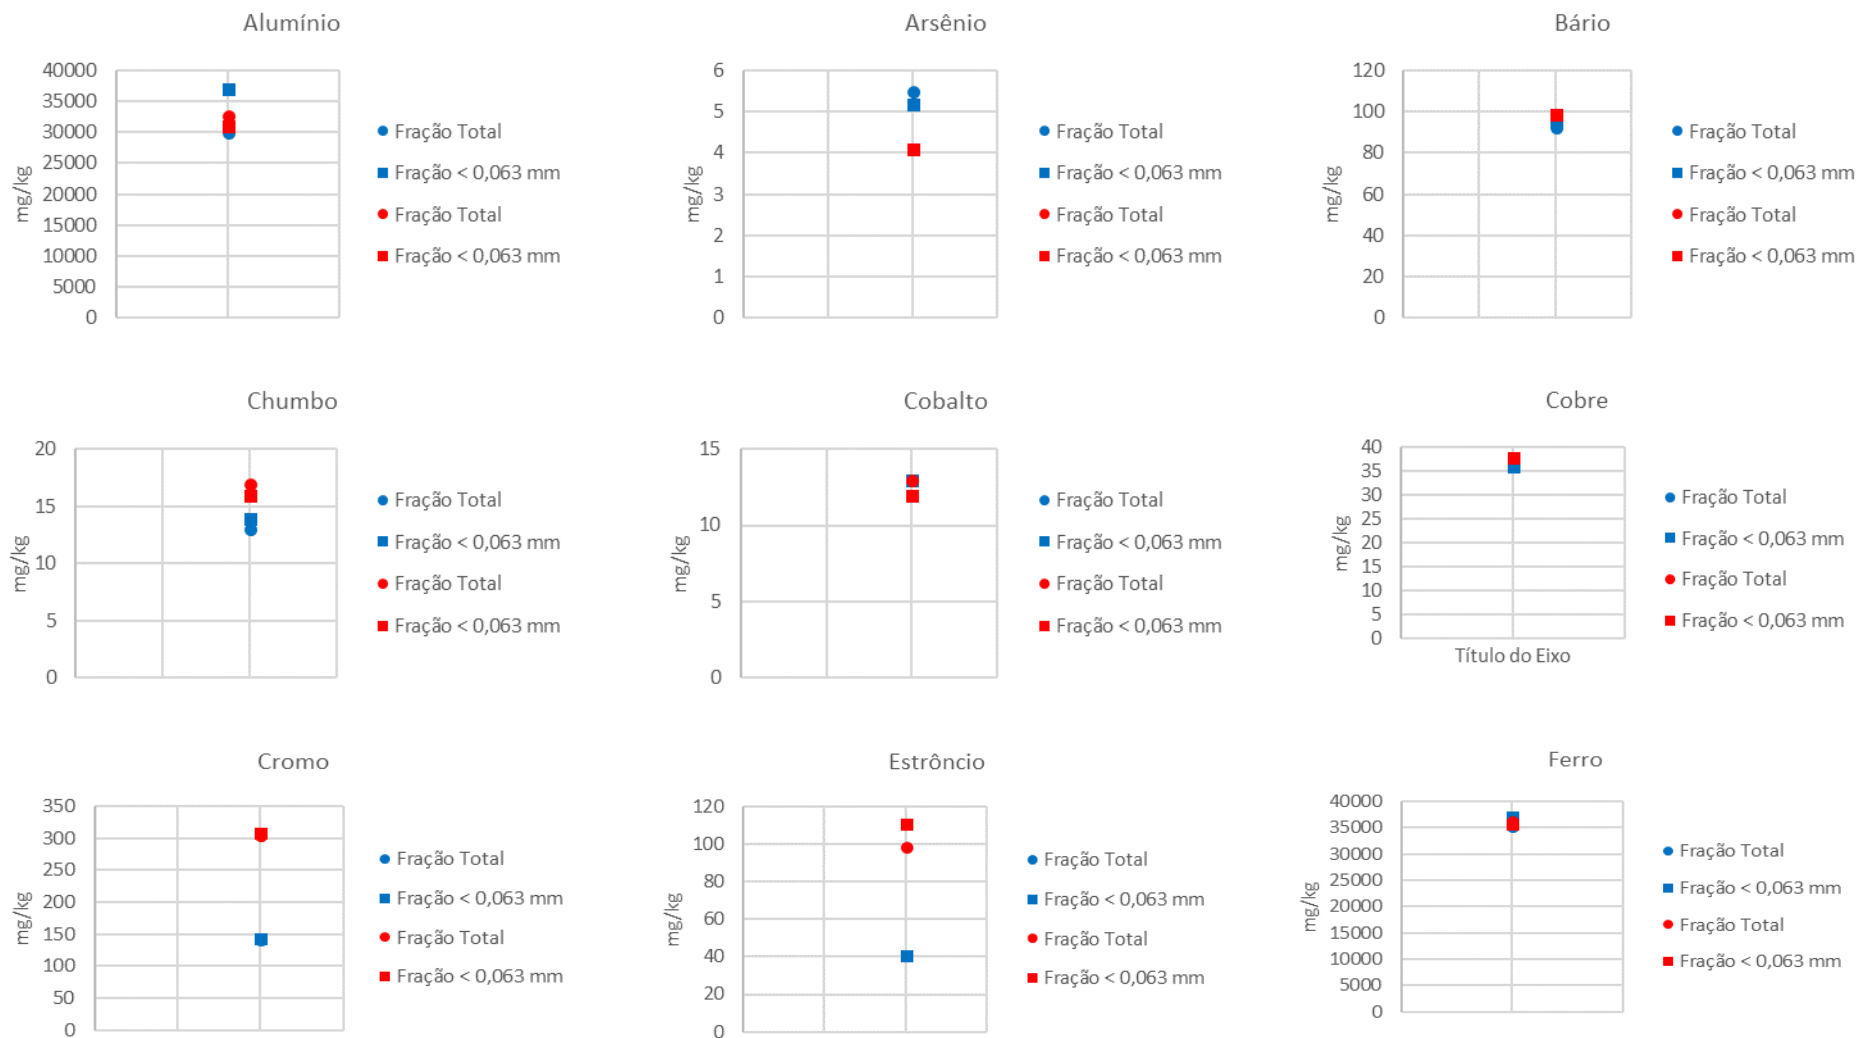 Alumínio
40000
35000
30000
25000
20000
15000
10000
5000
0
mg/kg
Fração Total
Fração < 0,063 mm
Fração Total
Fração < 0,063 mm
Arsênio
6
5
4
3
2
1
0
mg/kg
Fração Total
Fração < 0,063 mm
Fração Total
Fração < 0,063 mm
Bário
120
100
80
60
40
20
0
mg/kg
Fração Total
Fração < 0,063 mm
Fração Total
Fração < 0,063 mm
Chumbo
20
15
10
5
0
mg/kg
Fração Total
Fração < 0,063 mm
Fração Total
Fração < 0,063 mm
Cobalto
15
10
5
0
mg/kg
Fração Total
Fração < 0,063 mm
Fração Total
Fração < 0,063 mm
Cobre
40
35
30
25
20
15
10
5
0
mg/kg
Título do Eixo
Fração Total
Fração < 0,063 mm
Fração Total
Fração < 0,063 mm
Cromo
350
300
250
200
150
100
50
0
mg/kg
Fração Total
Fração < 0,063 mm
Fração Total
Fração < 0,063 mm
Estrôncio
120
100
80
60
40
20
0
mg/kg
Fração Total
Fração < 0,063 mm
Fração Total
Fração < 0,063 mm
Ferro
40000
35000
30000
25000
20000
15000
10000
5000
0
mg/kg
Fração Total
Fração < 0,063 mm
Fração Total
Fração < 0,063 mm